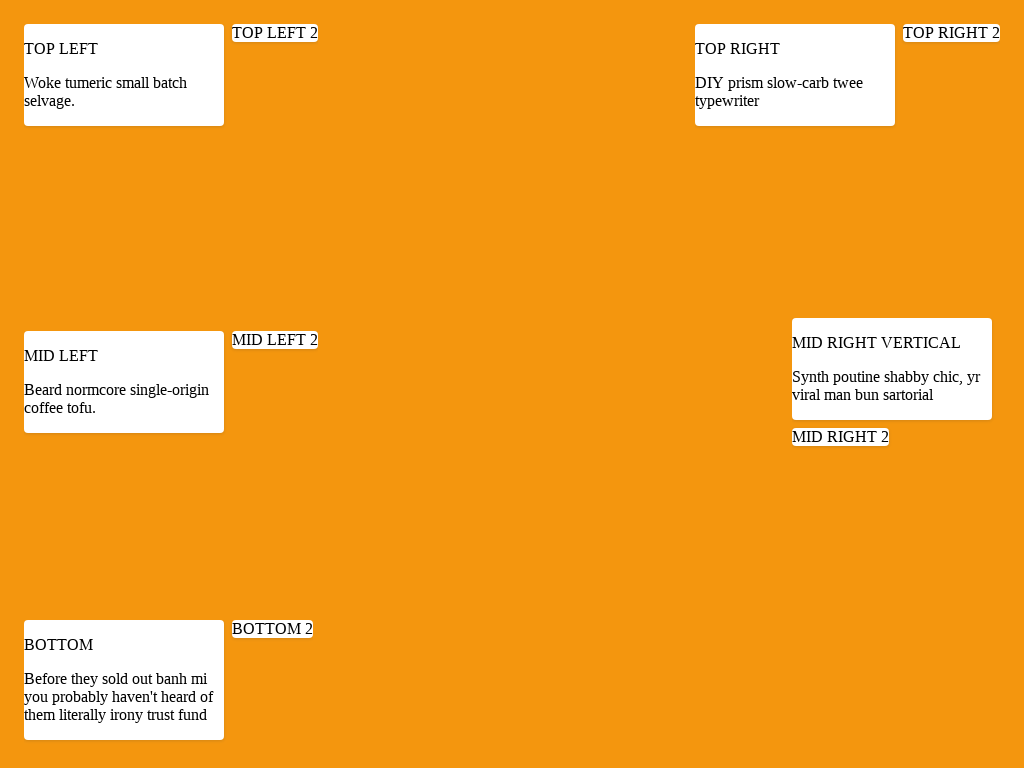 TOP LEFT
Woke tumeric small batch
selvage.
TOP LEFT 2
TOP RIGHT
DIY prism slow-carb twee
typewriter
TOP RIGHT 2
MID LEFT
Beard normcore single-origin
coffee tofu.
MID LEFT 2
MID RIGHT VERTICAL
Synth poutine shabby chic, yr
viral man bun sartorial
MID RIGHT 2
BOTTOM
Before they sold out banh mi
you probably haven't heard of
them literally irony trust fund
BOTTOM 2